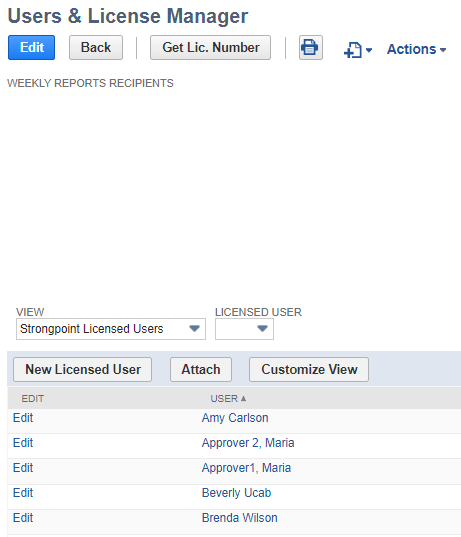 Users & License Manager
Edit Back Get Lic. Number Actions
WEEKLY REPORTS RECIPIENTS
VIEW LICENSED USER
Strongpoint Licensed Users
New Licensed User Attach Customize View
EDIT USER
Edit Amy Carlson
Edit Approver 2, Maria
Edit Approver1, Maria
Edit Beverly Ucab
Edit Brenda Wilson